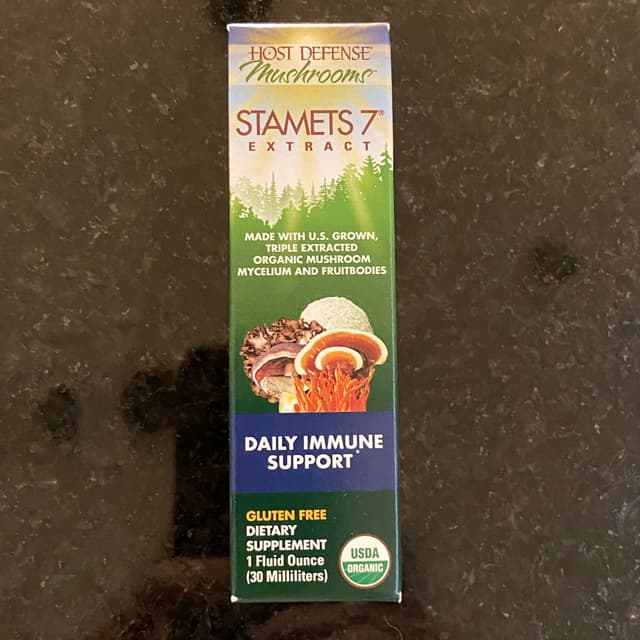 HOST DEFENSE®
Mushrooms™
STAMETS 7®
EXTRACT
MADE WITH U.S. GROWN,
TRIPLE EXTRACTED
ORGANIC MUSHROOM
MYCELIUM AND FRUITBODIES
DAILY IMMUNE
SUPPORT*
GLUTEN FREE
DIETARY
SUPPLEMENT
1 Fluid Ounce
(30 Milliliters)
USDA
ORGANIC